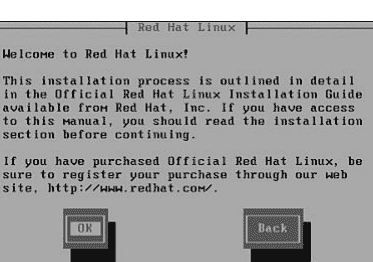 Red Hat Linux
Welcome to Red Hat Linux!
This installation process is outlined in detail
in the Official Red Hat Linux Installation Guide
available from Red Hat, Inc. If you have access
to this manual, you should read the installation
section before continuing.
If you have purchased Official Red Hat Linux, be
sure to register your purchase through our web
site, http://www.redhat.com/.
OK
Back